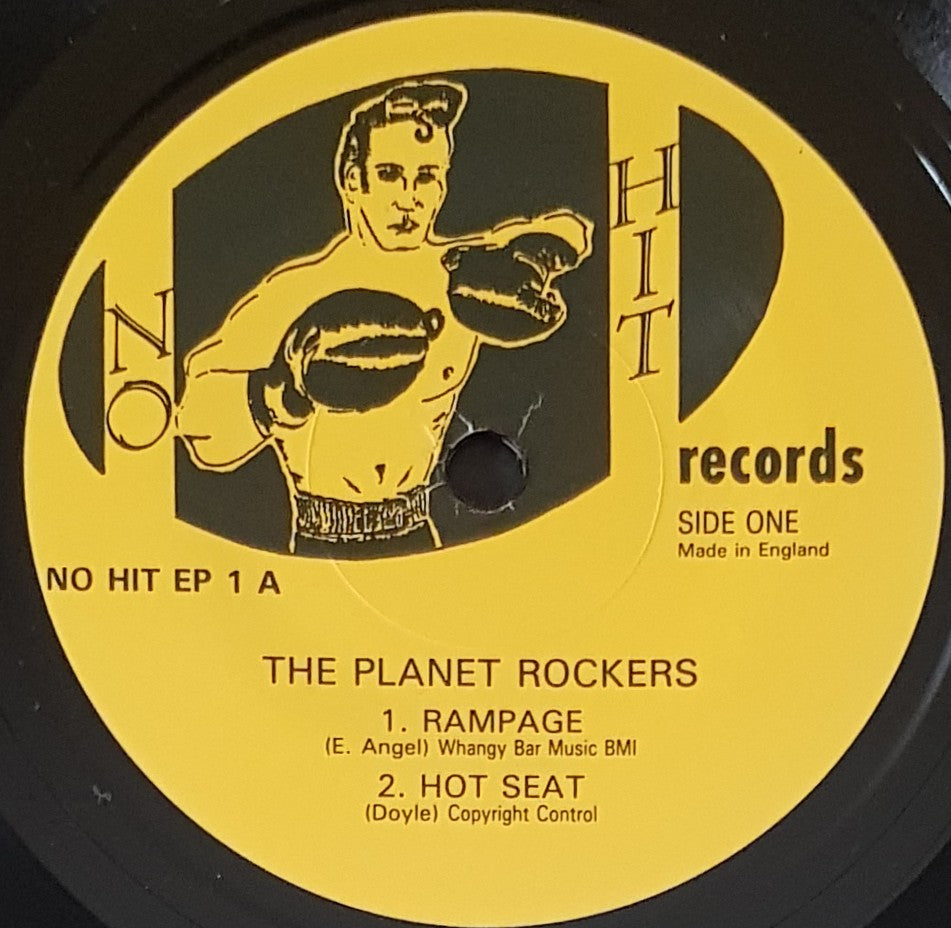 NO
HIT
records
SIDE ONE
Made in England
NO HIT EP 1 A
THE PLANET ROCKERS
1. RAMPAGE
(E. Angel) Whangy Bar Music BMI
2. HOT SEAT
(Doyle) Copyright Control